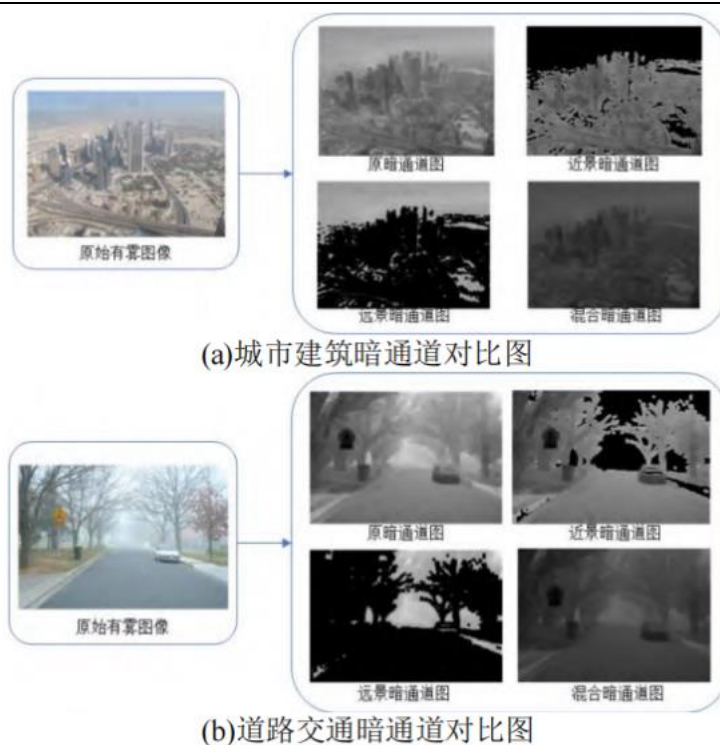 原暗通道图
近景暗通道图
原始有雾图像
远景暗通道图
混合暗通道图
(a)城市建筑暗通道对比图
原暗通道图
近景暗通道图
原始有雾图像
远景暗通道图
混合暗通道图
(b)道路交通暗通道对比图